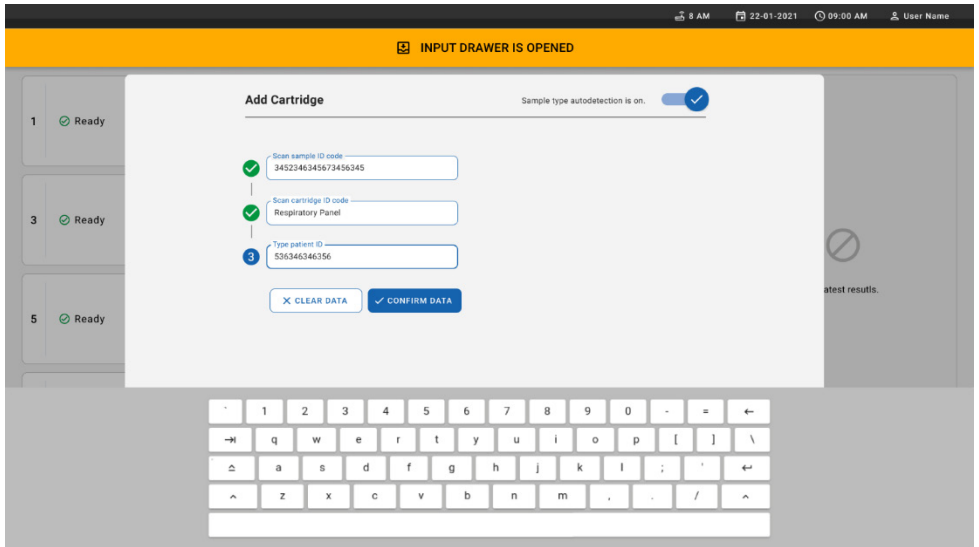 8 AM 22-01-2021 09:00 AM User Name
INPUT DRAWER IS OPENED
Add Cartridge
Sample type autodetection is on.
1 Ready
3 Ready
5 Ready
Scan sample ID code
3452346345673456345
Scan cartridge ID code
Respiratory Panel
3
Type patient ID
536346346356
CLEAR DATA
CONFIRM DATA
atest resutls.
` 1 2 3 4 5 6 7 8 9 0 - =
q w e r t y u i o p [ ] \
a s d f g h j k l ; '
z x c v b n m , . /